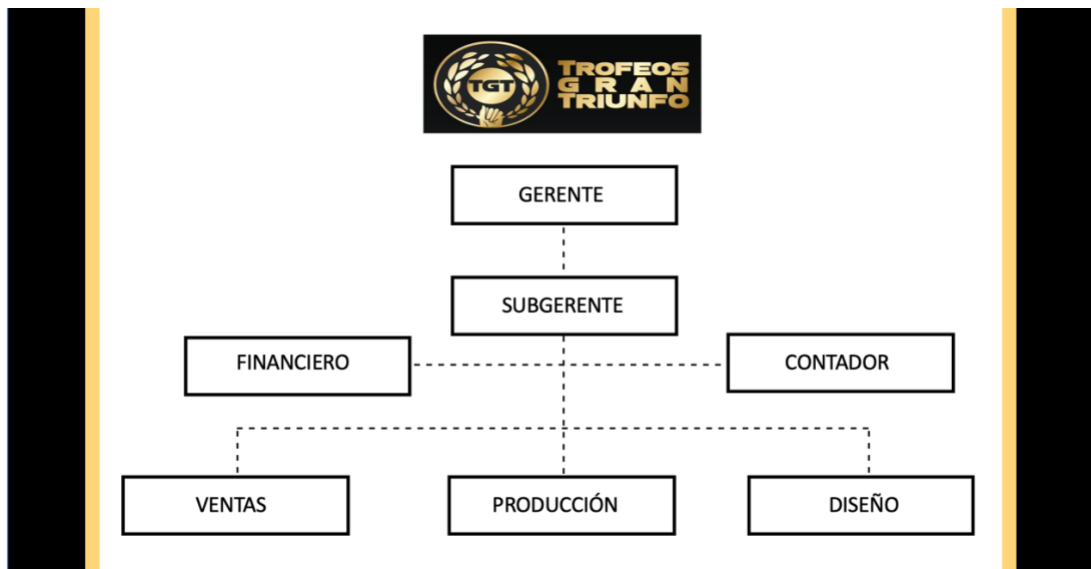 TGT
TROFEOS
GRAN
TRIUNFO
GERENTE
SUBGERENTE
FINANCIERO
CONTADOR
VENTAS
PRODUCCIÓN
DISEÑO